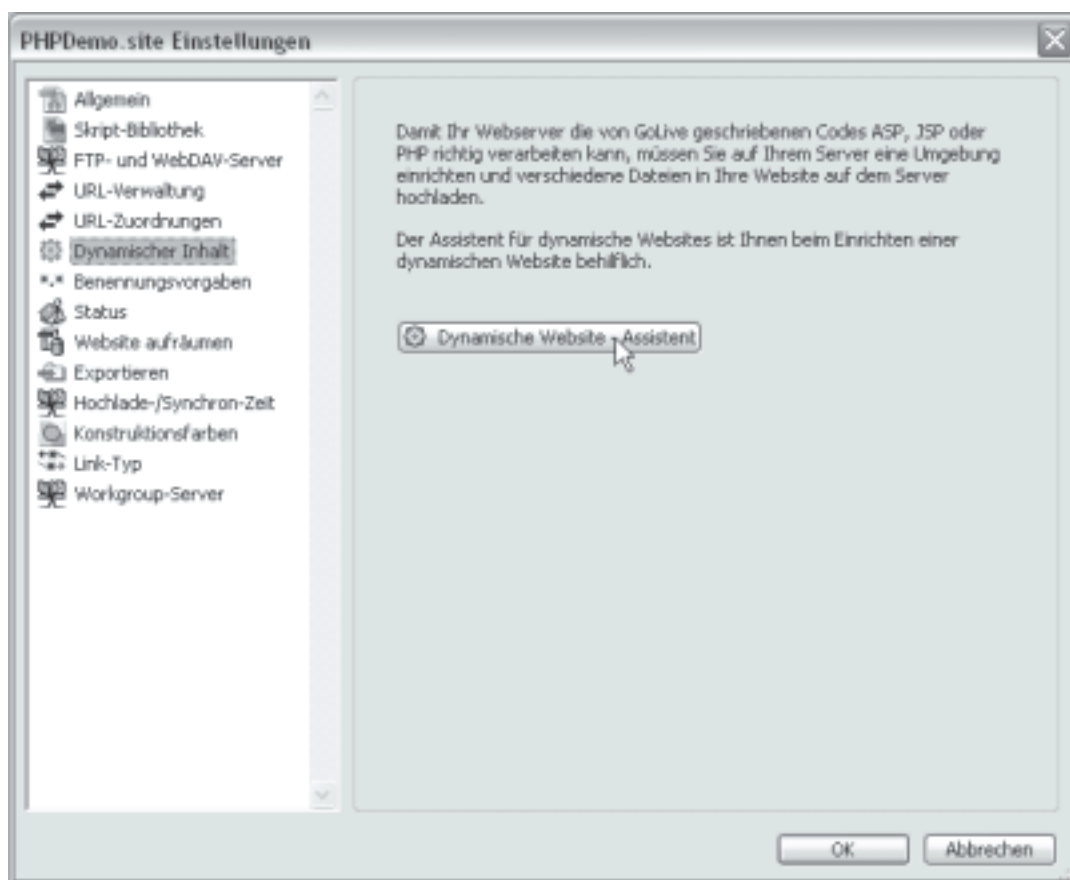 PHPDemo.site Einstellungen
Allgemein
Skript-Bibliothek
FTP- und WebDAV-Server
URL-Verwaltung
URL-Zuordnungen
Dynamischer Inhalt
Benennungsvorgaben
Status
Website aufräumen
Exportieren
Hochlade-/Synchron-Zeit
Konstruktionsfarben
Link-Typ
Workgroup-Server
Damit Ihr Webserver die von GoLive geschriebenen Codes ASP, JSP oder
PHP richtig verarbeiten kann, müssen Sie auf Ihrem Server eine Umgebung
einrichten und verschiedene Dateien in Ihre Website auf dem Server
hochladen.
Der Assistent für dynamische Websites ist Ihnen beim Einrichten einer
dynamischen Website behilflich.
Dynamische Website - Assistent
OK
Abbrechen